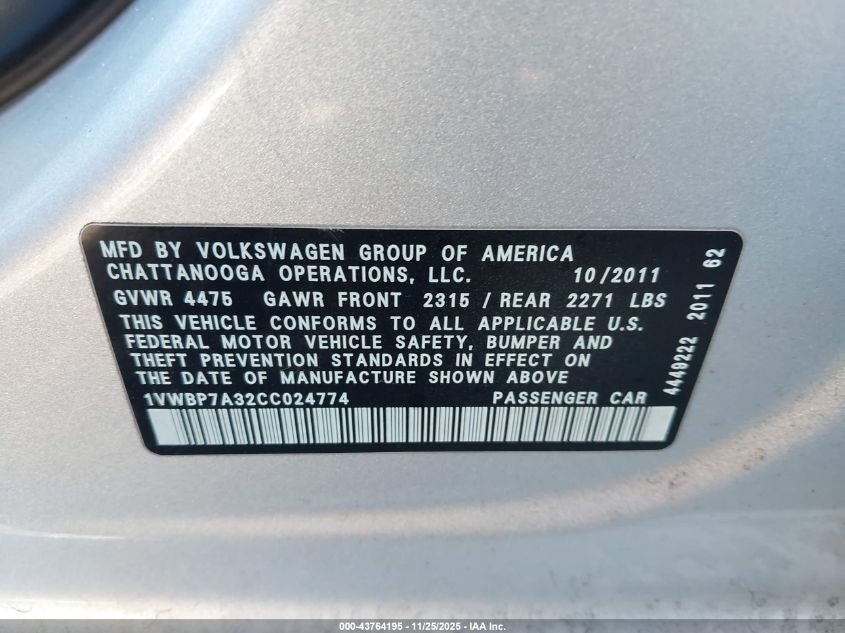 MFD BY VOLKSWAGEN GROUP OF AMERICA
CHATTANOOGA OPERATIONS, LLC. 10/2011
GVWR 4475 GAWR FRONT 2315 / REAR 2271 LBS
THIS VEHICLE CONFORMS TO ALL APPLICABLE U.S.
FEDERAL MOTOR VEHICLE SAFETY, BUMPER AND
THEFT PREVENTION STANDARDS IN EFFECT ON
THE DATE OF MANUFACTURE SHOWN ABOVE
1VWBP7A32CC024774 PASSENGER CAR
4449222 2011 62
000-43764195 - 11/25/2025 - IAA Inc.